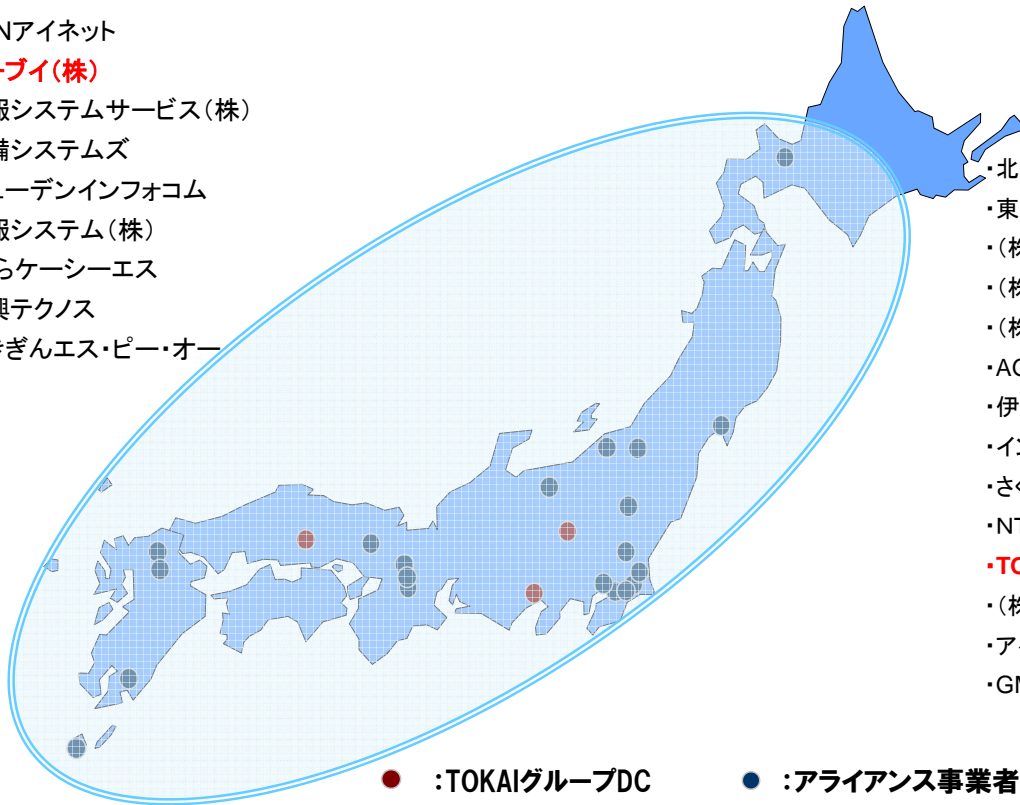 Nアイネット
ーブイ(株)
報システムサービス(株)
備システムズ
ューデンインフォコム
報システム(株)
らケーシーエス
興テクノス
きぎんエス・ピー・オー
・北
・東
・(株
・(株
・(株
・AC
・伊
・イン
・さく
・NT
・TO
・(株
・アイ
・GM
:TOKAIグループDC
:アライアンス事業者